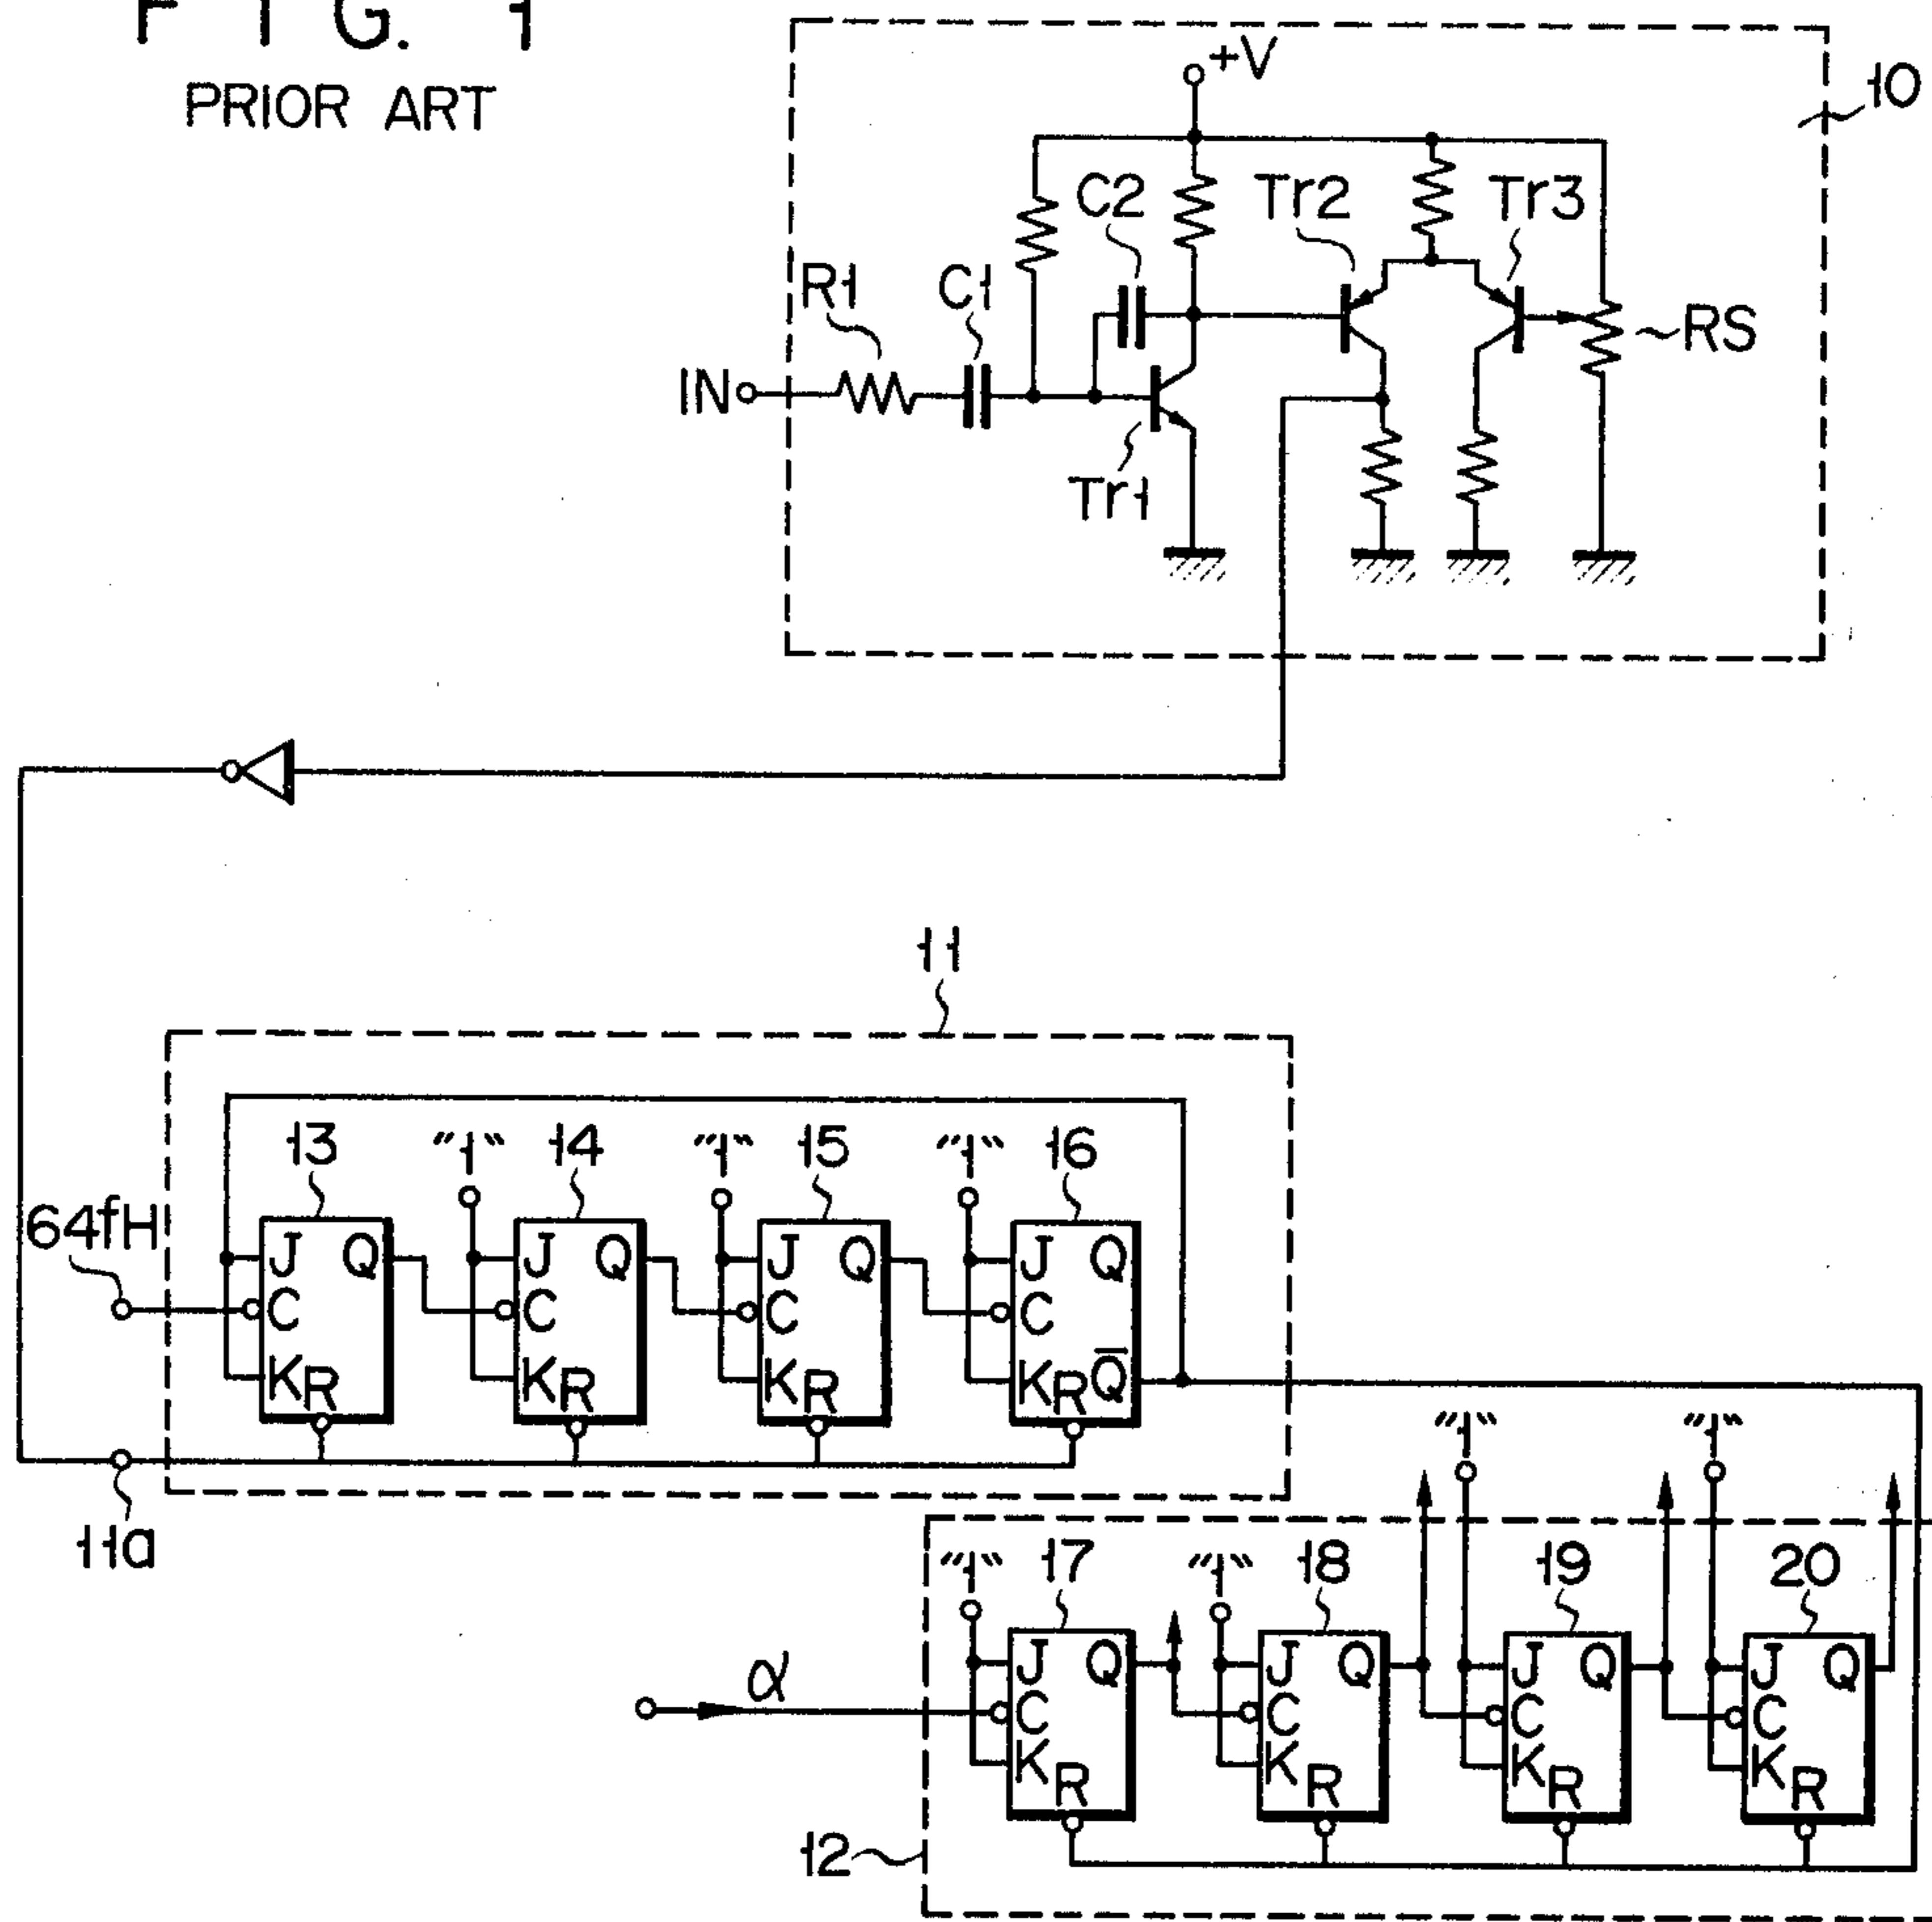 FIG. 1
PRIOR ART
+V
10
C2
Tr2
Tr3
R1
C1
RS
IN
Tr1
11
13
"1"
14
"1"
15
"1"
16
64fH
J Q
J Q
J Q
J Q
C
C
C
C
K R
K R
K R
K R Q̅
"1"
"1"
11a
"1"
17
"1"
18
19
20
J Q
J Q
J Q
J Q
α
C
C
C
C
K R
K R
K R
K R
12